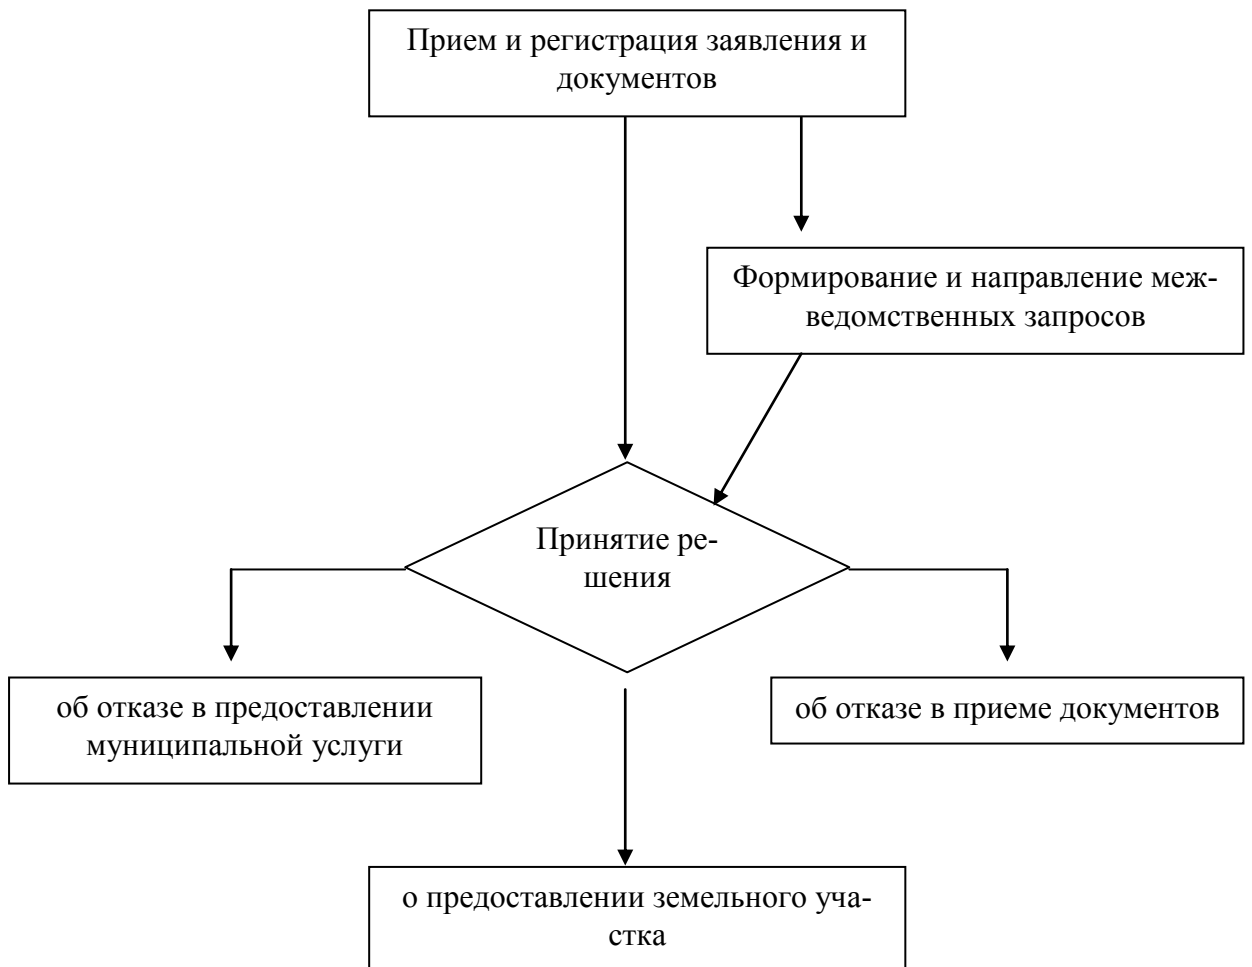 Прием и регистрация заявления и
документов
Формирование и направление меж-
ведомственных запросов
Принятие ре-
шения
об отказе в предоставлении
муниципальной услуги
об отказе в приеме документов
о предоставлении земельного уча-
стка